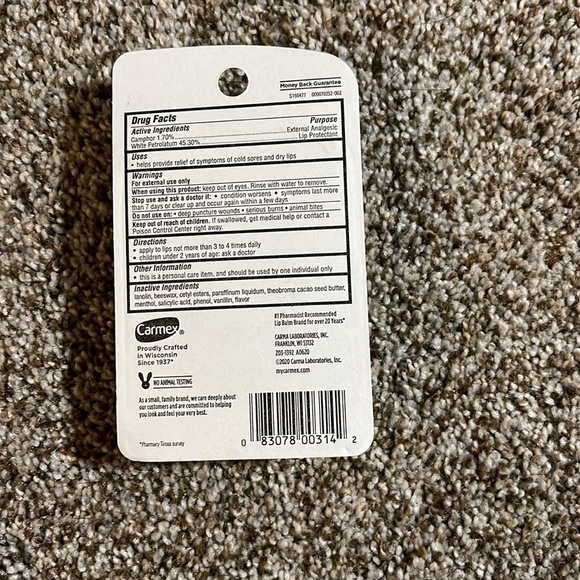 Money Back Guarantee
S150477 000070252-002
Drug Facts
Active Ingredients Purpose
Camphor 1.70% External Analgesic
White Petrolatum 45.30% Lip Protectant
Uses
• helps provide relief of symptoms of cold sores and dry lips
Warnings
For external use only
When using this product: keep out of eyes. Rinse with water to remove.
Stop use and ask a doctor if: • condition worsens • symptoms last more
than 7 days or clear up and occur again within a few days
Do not use on: • deep puncture wounds • serious burns • animal bites
Keep out of reach of children. If swallowed, get medical help or contact a
Poison Control Center right away.
Directions
• apply to lips not more than 3 to 4 times daily
• children under 2 years of age: ask a doctor
Other Information
• this is a personal care item, and should be used by one individual only
Inactive Ingredients
lanolin, beeswax, cetyl esters, paraffinum liquidum, theobroma cacao seed butter,
menthol, salicylic acid, phenol, vanillin, flavor
Carmex®
Proudly Crafted
in Wisconsin
Since 1937*
NO ANIMAL TESTING
As a small, family brand, we care deeply about
our customers and are committed to helping
you look and feel your very best.
*Pharmacy Times survey
#1 Pharmacist Recommended
Lip Balm Brand for over 20 Years*
CARMA LABORATORIES, INC.
FRANKLIN, WI 53132
Z03-1392 A0620
©2020 Carma Laboratories, Inc.
mycarmex.com
0 83078 00314 2